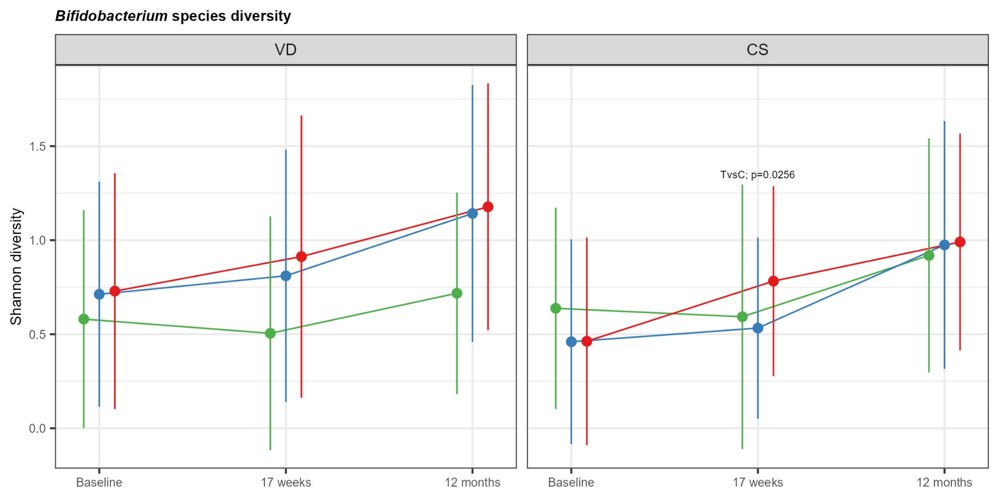 Bifidobacterium species diversity
VD
CS
Shannon diversity
1.5
1.0
0.5
0.0
TvsC; p=0.0256
Baseline
17 weeks
12 months
Baseline
17 weeks
12 months